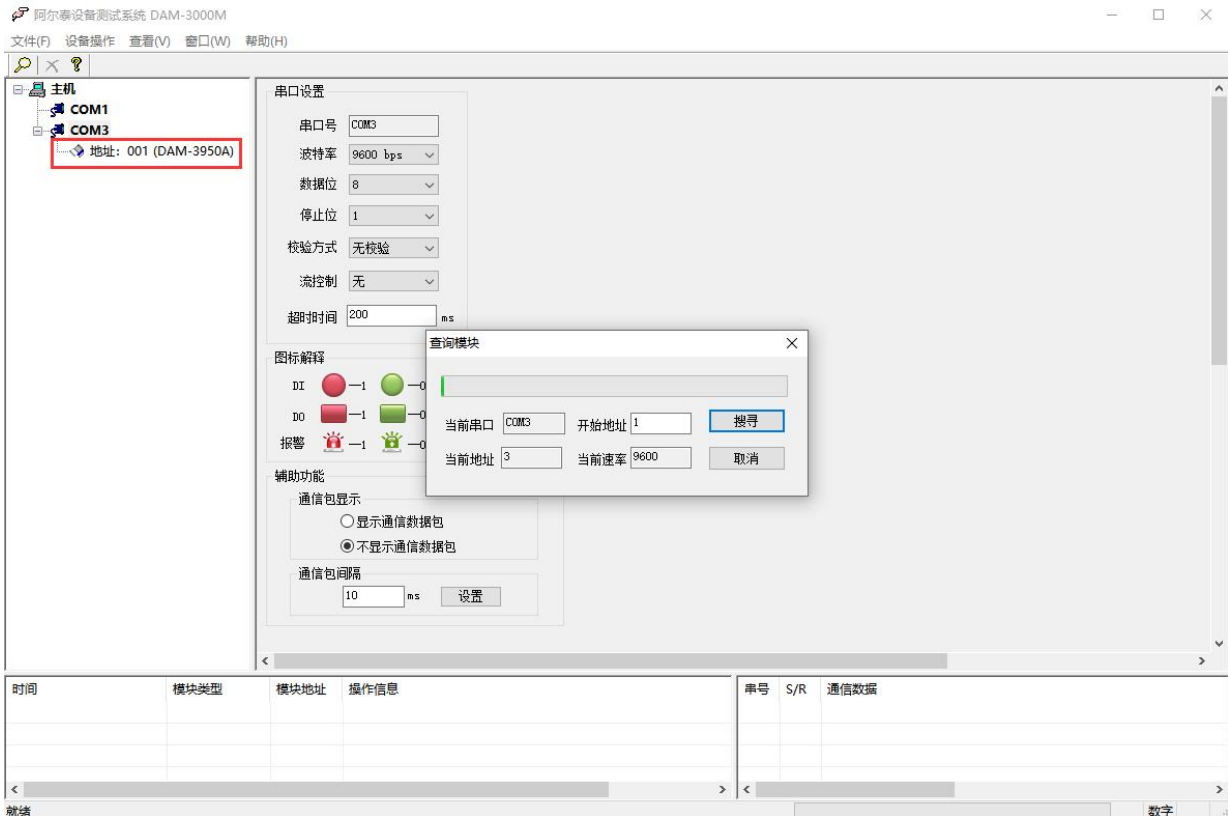 阿尔泰设备测试系统 DAM-3000M
文件(F) 设备操作 查看(V) 窗口(W) 帮助(H)
主机
COM1
COM3
地址：001 (DAM-3950A)
串口设置
串口号 COM3
波特率 9600 bps
数据位 8
停止位 1
校验方式 无校验
流控制 无
超时时间 200 ms
图标解释
DI —1 —0
DO —1 —0
报警 —1 —0
辅助功能
通信包显示
显示通信数据包
不显示通信数据包
通信包间隔
10 ms 设置
查询模块
当前串口 COM3 开始地址 1 搜寻
当前地址 3 当前速率 9600 取消
时间 模块类型 模块地址 操作信息 串号 S/R 通信数据
就绪 数字